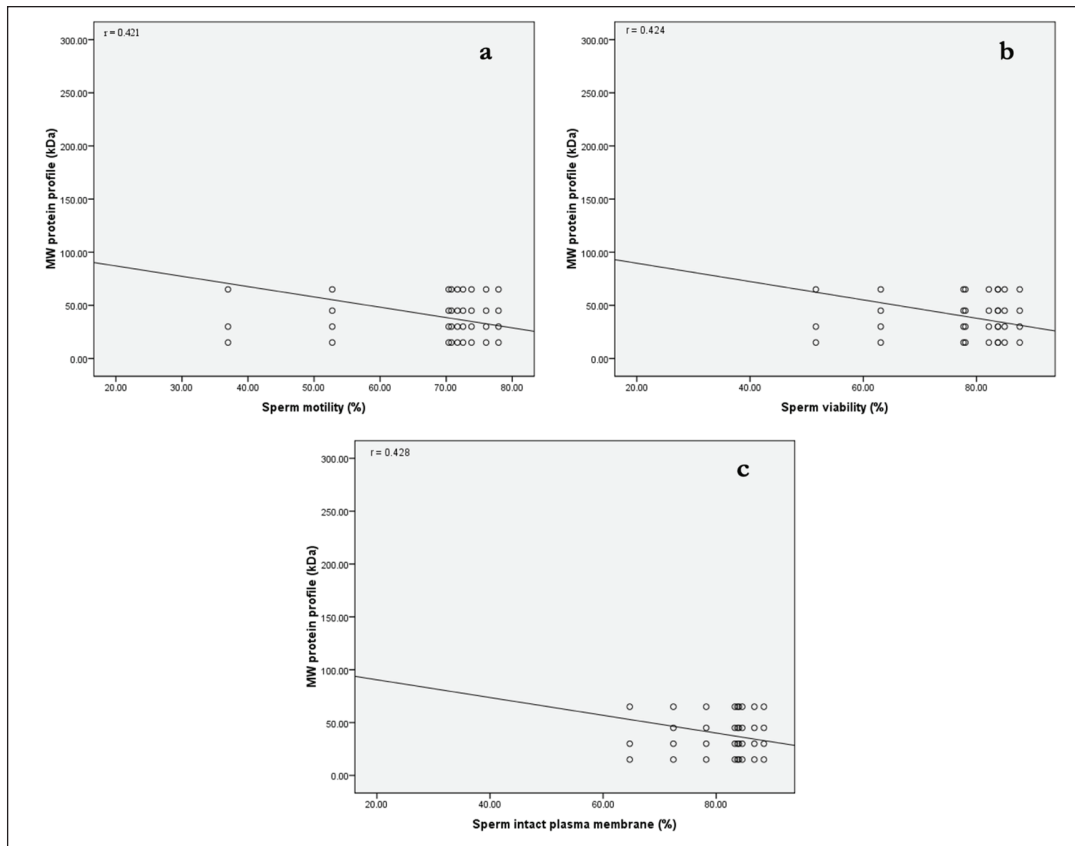 r = 0.421
a
300.00
250.00
200.00
150.00
100.00
50.00
0.00
MW protein profile (kDa)
20.00 30.00 40.00 50.00 60.00 70.00 80.00
Sperm motility (%)
r = 0.424
b
300.00
250.00
200.00
150.00
100.00
50.00
0.00
MW protein profile (kDa)
20.00 40.00 60.00 80.00
Sperm viability (%)
r = 0.428
c
300.00
250.00
200.00
150.00
100.00
50.00
0.00
MW protein profile (kDa)
20.00 40.00 60.00 80.00
Sperm intact plasma membrane (%)